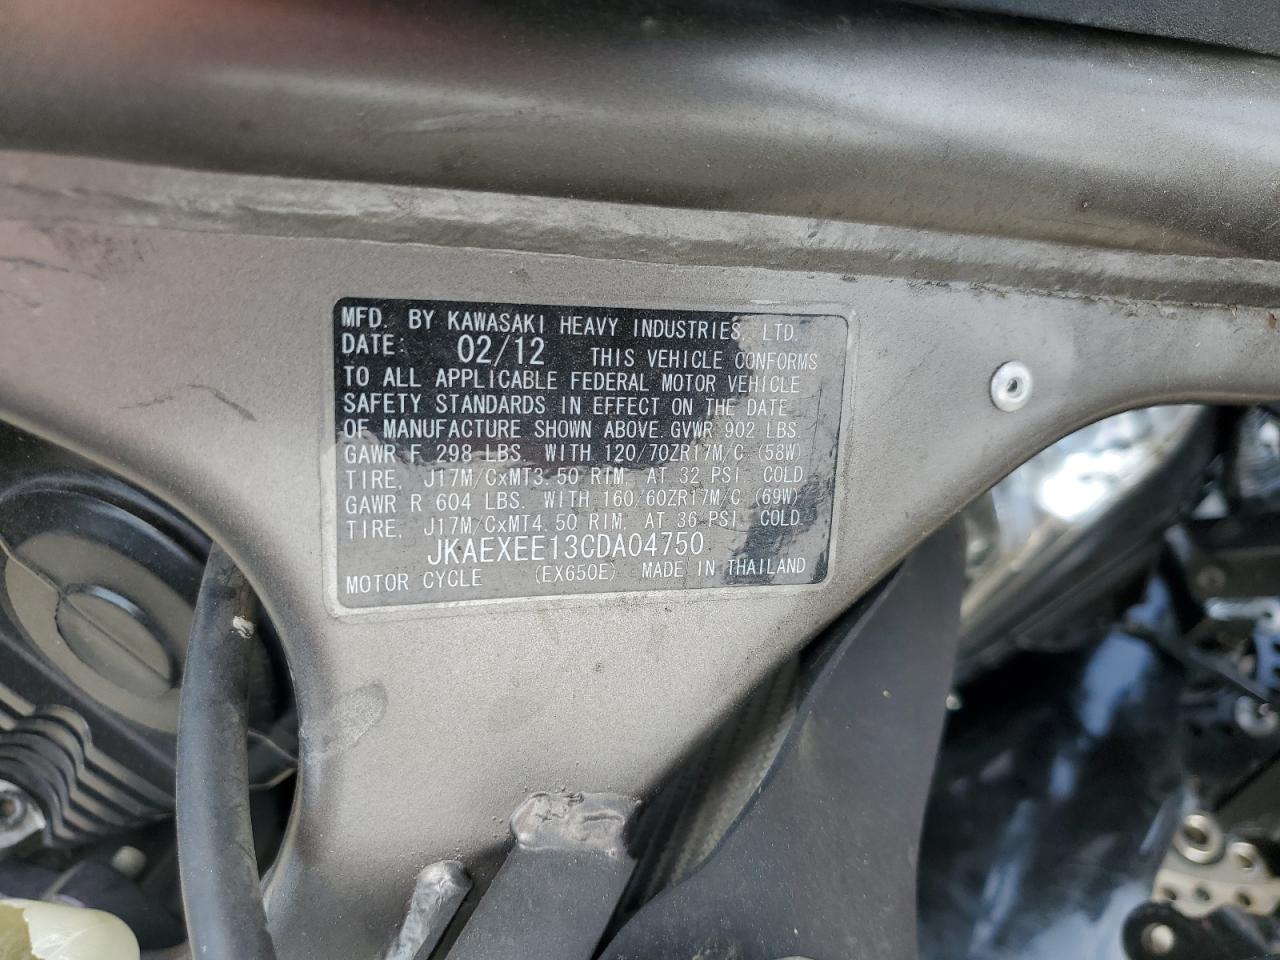 MFD. BY KAWASAKI HEAVY INDUSTRIES, LTD.
DATE: 02/12 THIS VEHICLE CONFORMS
TO ALL APPLICABLE FEDERAL MOTOR VEHICLE
SAFETY STANDARDS IN EFFECT ON THE DATE
OF MANUFACTURE SHOWN ABOVE. GVWR 902 LBS.
GAWR F 298 LBS. WITH 120/70ZR17M/C (58W)
TIRE, J17M/CxMT3.50 RIM, AT 32 PSI COLD
GAWR R 604 LBS. WITH 160/60ZR17M/C (69W)
TIRE, J17M/CxMT4.50 RIM, AT 36 PSI COLD
JKAEXEE13CDA04750
MOTOR CYCLE (EX650E) MADE IN THAILAND